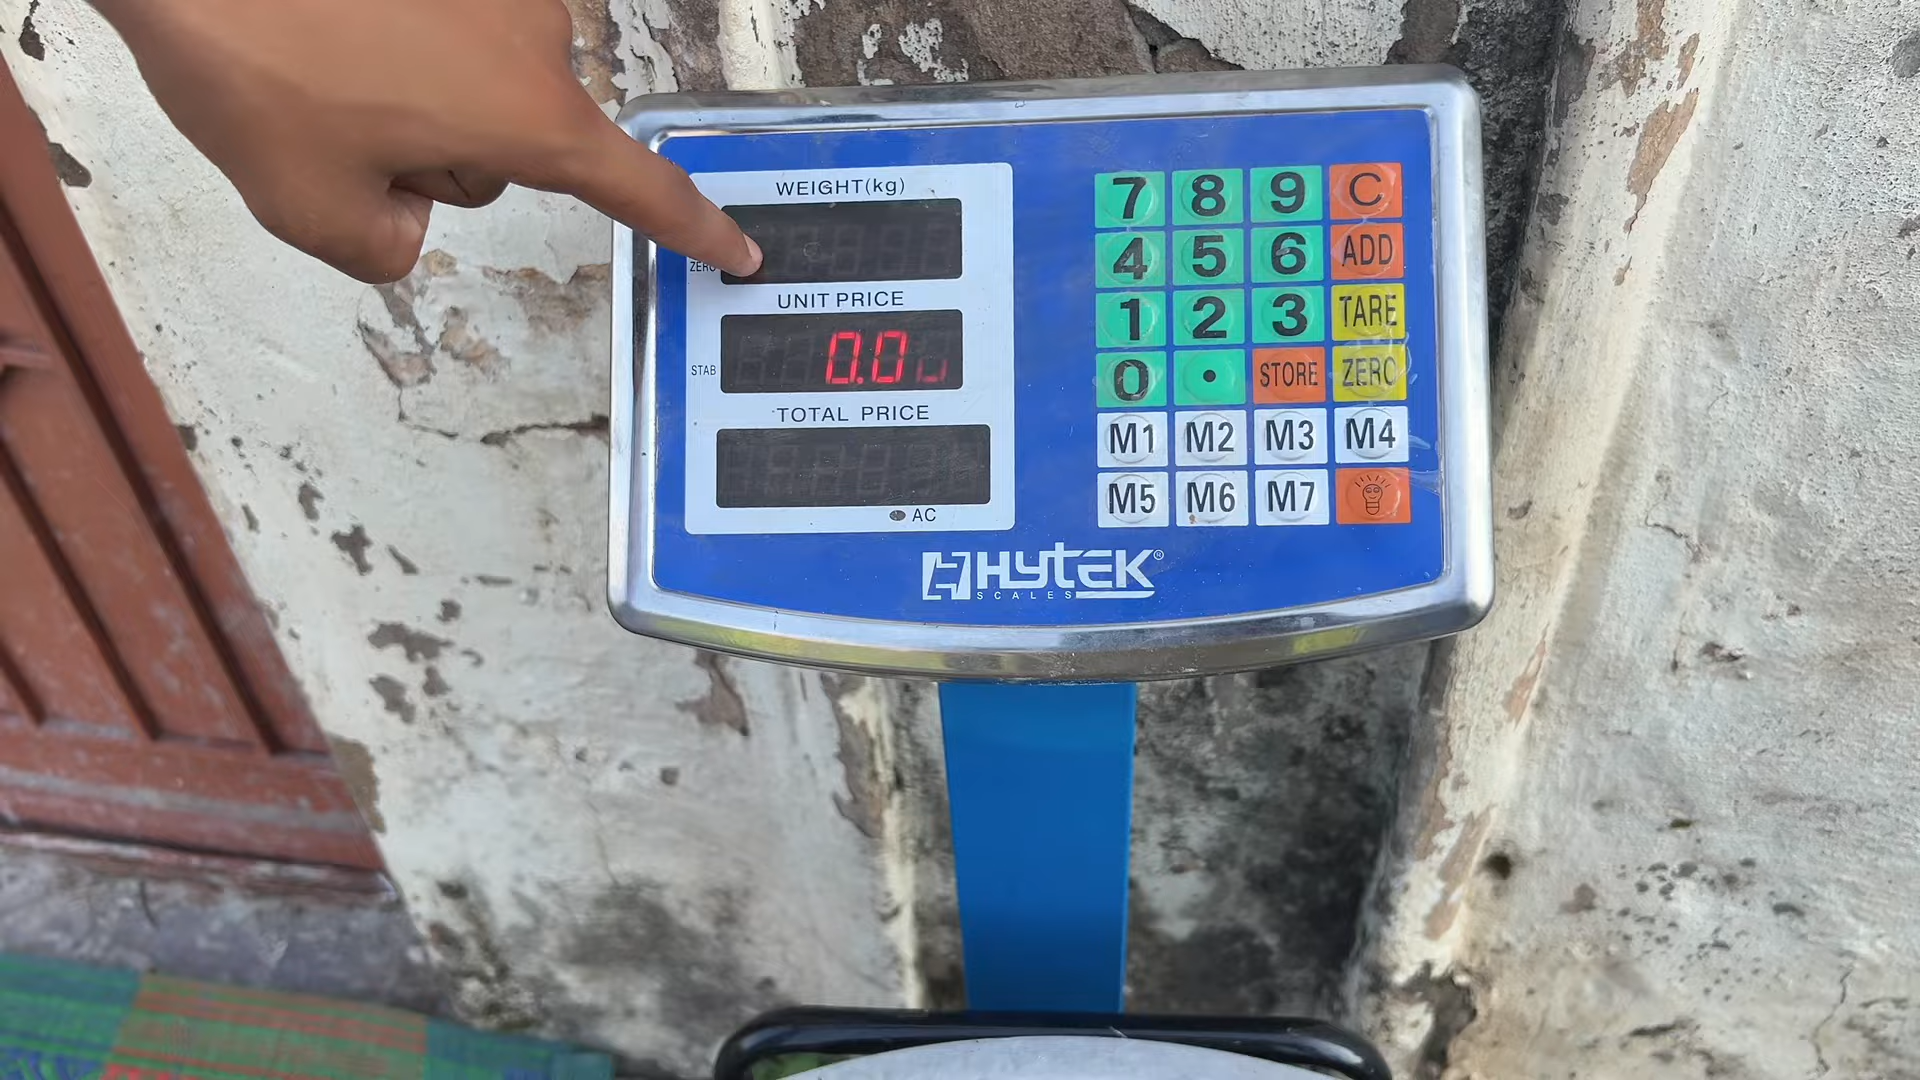 WEIGHT(kg)
ZERO
UNIT PRICE
0.0
STAB
TOTAL PRICE
AC
7 8 9 C
4 5 6 ADD
1 2 3 TARE
0 . STORE ZERO
M1 M2 M3 M4
M5 M6 M7
HYTEK®
SCALES